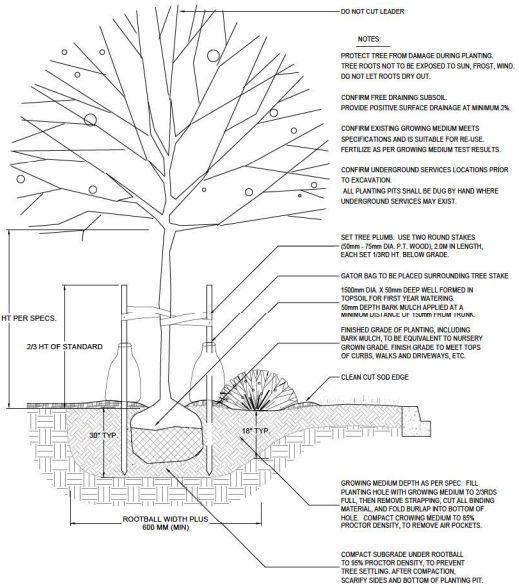 DO NOT CUT LEADER
NOTES:
PROTECT TREE FROM DAMAGE DURING PLANTING.
TREE ROOTS NOT TO BE EXPOSED TO SUN, FROST, WIND.
DO NOT LET ROOTS DRY OUT.
CONFIRM FREE DRAINING SUBSOIL.
PROVIDE POSITIVE SURFACE DRAINAGE AT MINIMUM 2%.
CONFIRM EXISTING GROWING MEDIUM MEETS
SPECIFICATIONS AND IS SUITABLE FOR RE-USE.
FERTILIZE AS PER GROWING MEDIUM TEST RESULTS.
CONFIRM UNDERGROUND SERVICES LOCATIONS PRIOR
TO EXCAVATION.
ALL PLANTING PITS SHALL BE DUG BY HAND WHERE
UNDERGROUND SERVICES MAY EXIST.
SET TREE PLUMB. USE TWO ROUND STAKES
(50mm - 75mm DIA. P.T. WOOD), 2.0M IN LENGTH,
EACH SET 1/3RD HT. BELOW GRADE.
GATOR BAG TO BE PLACED SURROUNDING TREE STAKE
1500mm DIA. X 50mm DEEP WELL FORMED IN
TOPSOIL FOR FIRST YEAR WATERING.
50mm DEPTH BARK MULCH APPLIED AT A
MINIMUM DISTANCE OF 150mm FROM TRUNK.
HT PER SPECS.
2/3 HT OF STANDARD
FINISHED GRADE OF PLANTING, INCLUDING
BARK MULCH, TO BE EQUIVALENT TO NURSERY
GROWN GRADE. FINISH GRADE TO MEET TOPS
OF CURBS, WALKS AND DRIVEWAYS, ETC.
CLEAN CUT SOD EDGE
30" TYP.
18" TYP.
GROWING MEDIUM DEPTH AS PER SPEC. FILL
PLANTING HOLE WITH GROWING MEDIUM TO 2/3RDS
FULL, THEN REMOVE STRAPPING, CUT ALL BINDING
MATERIAL, AND FOLD BURLAP INTO BOTTOM OF
HOLE. COMPACT CROWING MEDIUM TO 85%
PROCTOR DENSITY, TO REMOVE AIR POCKETS.
ROOTBALL WIDTH PLUS
600 MM (MIN)
COMPACT SUBGRADE UNDER ROOTBALL
TO 95% PROCTOR DENSITY, TO PREVENT
TREE SETTLING. AFTER COMPACTION,
SCARIFY SIDES AND BOTTOM OF PLANTING PIT.